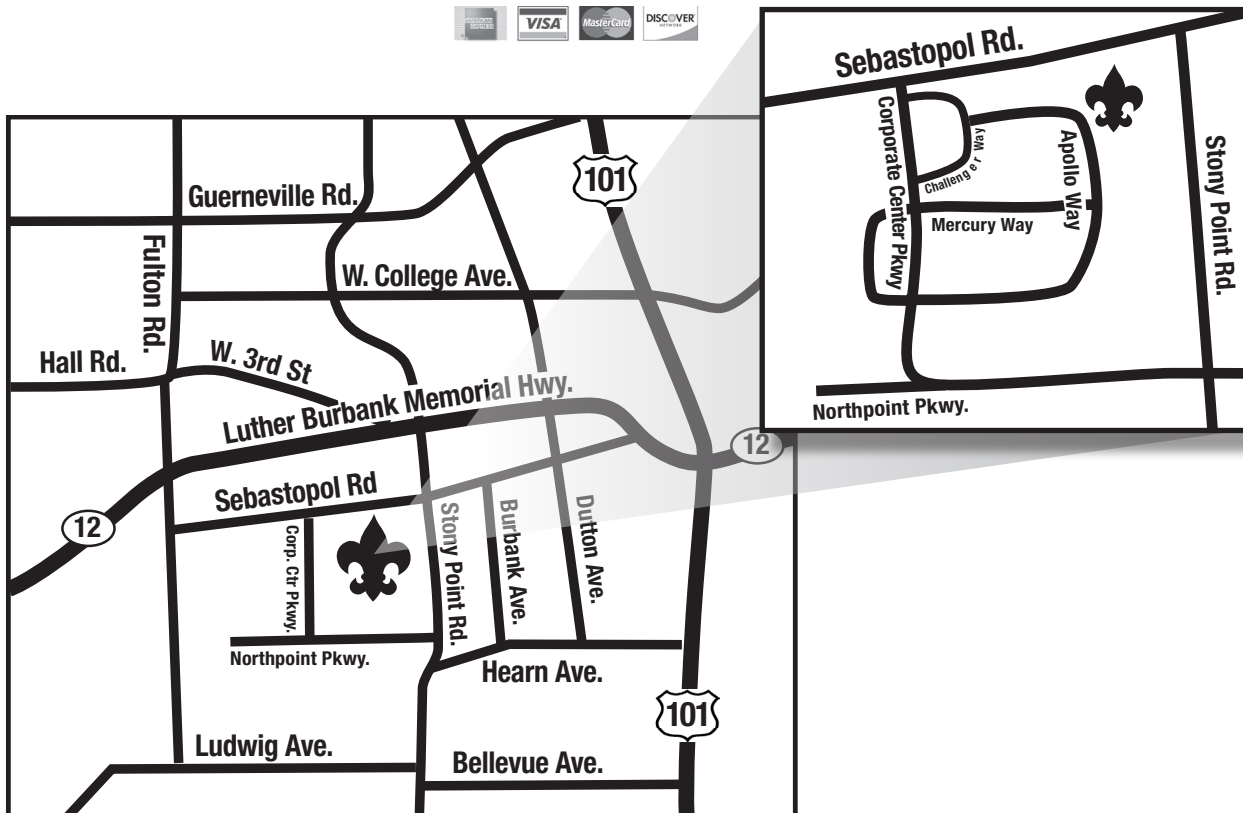 AMERICAN EXPRESS
VISA
MasterCard
DISCOVER
NETWORK
Sebastopol Rd.
Corporate Center Pkwy
Challenger Way
Apollo Way
Mercury Way
Stony Point Rd.
Northpoint Pkwy.
101
Guerneville Rd.
Fulton Rd.
W. College Ave.
Hall Rd.
W. 3rd St
Luther Burbank Memorial Hwy.
12
Sebastopol Rd
12
Corp. Ctr Pkwy.
Stony Point Rd.
Burbank Ave.
Dutton Ave.
Northpoint Pkwy.
Hearn Ave.
101
Ludwig Ave.
Bellevue Ave.